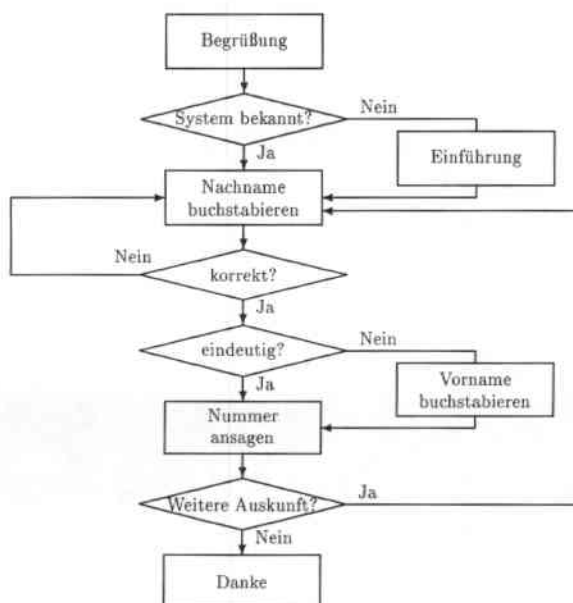 Begrüßung
System bekannt?
Nein
Ja
Einführung
Nachname
buchstabieren
Nein
korrekt?
Ja
eindeutig?
Nein
Ja
Vorname
buchstabieren
Nummer
ansagen
Weitere Auskunft?
Ja
Nein
Danke